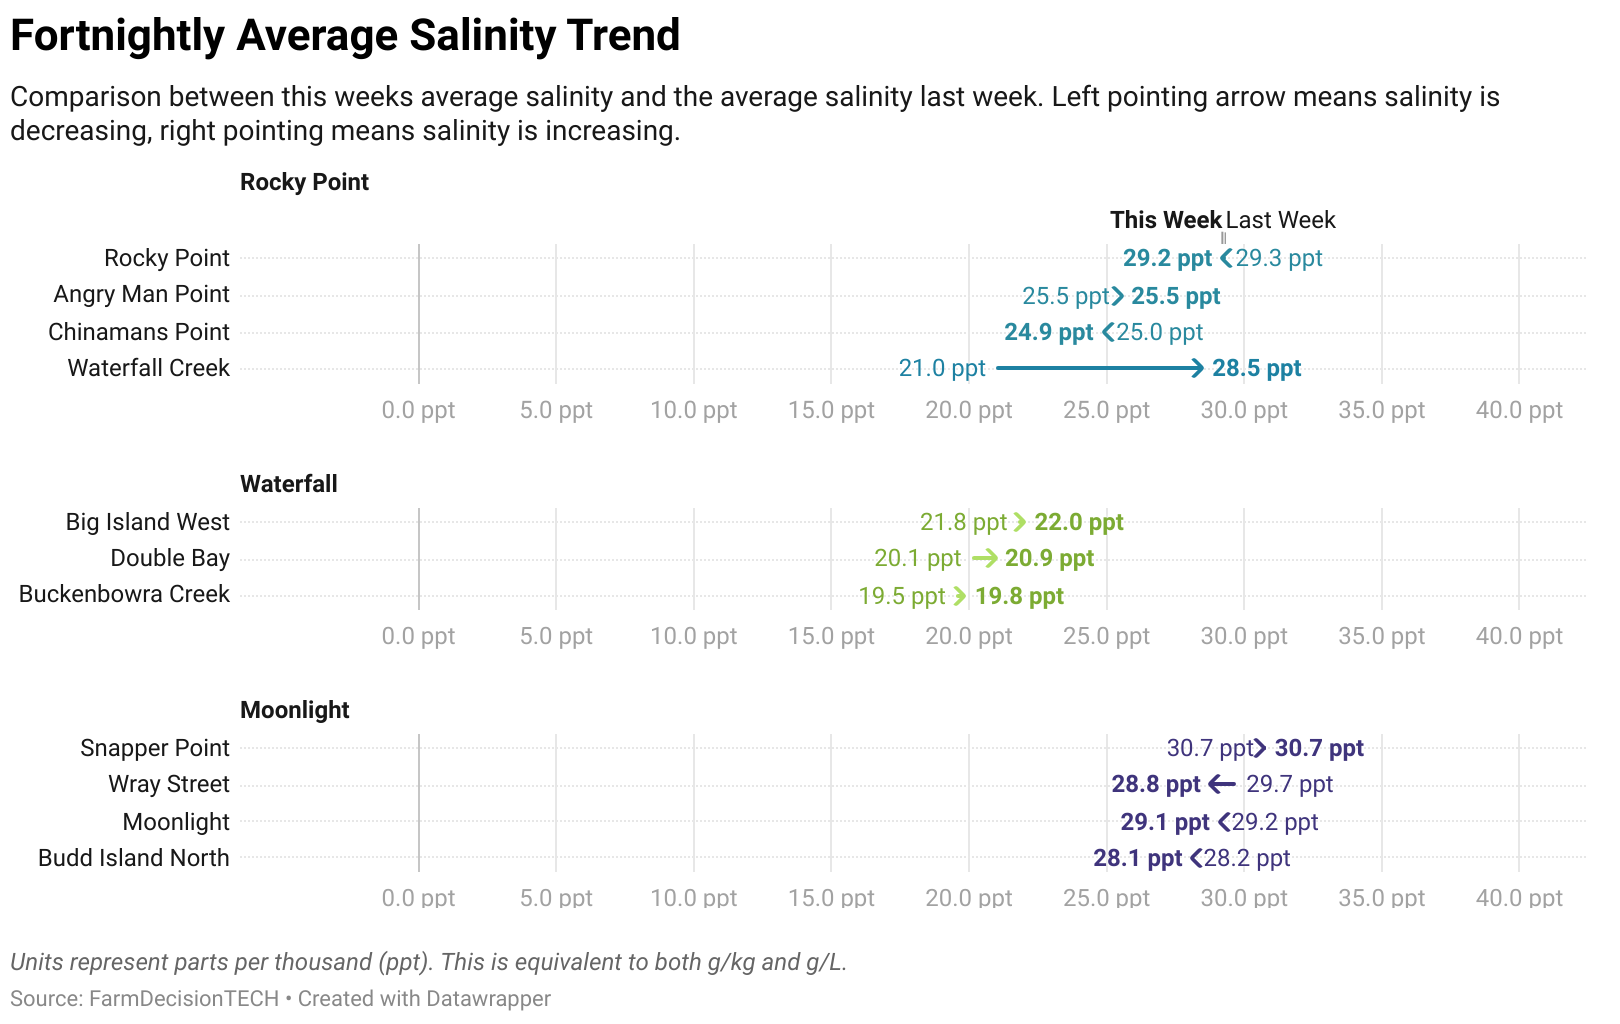 Fortnightly Average Salinity Trend
Comparison between this weeks average salinity and the average salinity last week. Left pointing arrow means salinity is
decreasing, right pointing means salinity is increasing.
Rocky Point
This Week Last Week
Rocky Point 29.2 ppt 29.3 ppt
Angry Man Point 25.5 ppt 25.5 ppt
Chinamans Point 24.9 ppt 25.0 ppt
Waterfall Creek 21.0 ppt 28.5 ppt
0.0 ppt 5.0 ppt 10.0 ppt 15.0 ppt 20.0 ppt 25.0 ppt 30.0 ppt 35.0 ppt 40.0 ppt
Waterfall
Big Island West 21.8 ppt 22.0 ppt
Double Bay 20.1 ppt 20.9 ppt
Buckenbowra Creek 19.5 ppt 19.8 ppt
0.0 ppt 5.0 ppt 10.0 ppt 15.0 ppt 20.0 ppt 25.0 ppt 30.0 ppt 35.0 ppt 40.0 ppt
Moonlight
Snapper Point 30.7 ppt 30.7 ppt
Wray Street 28.8 ppt 29.7 ppt
Moonlight 29.1 ppt 29.2 ppt
Budd Island North 28.1 ppt 28.2 ppt
0.0 ppt 5.0 ppt 10.0 ppt 15.0 ppt 20.0 ppt 25.0 ppt 30.0 ppt 35.0 ppt 40.0 ppt
Units represent parts per thousand (ppt). This is equivalent to both g/kg and g/L.
Source: FarmDecisionTECH • Created with Datawrapper